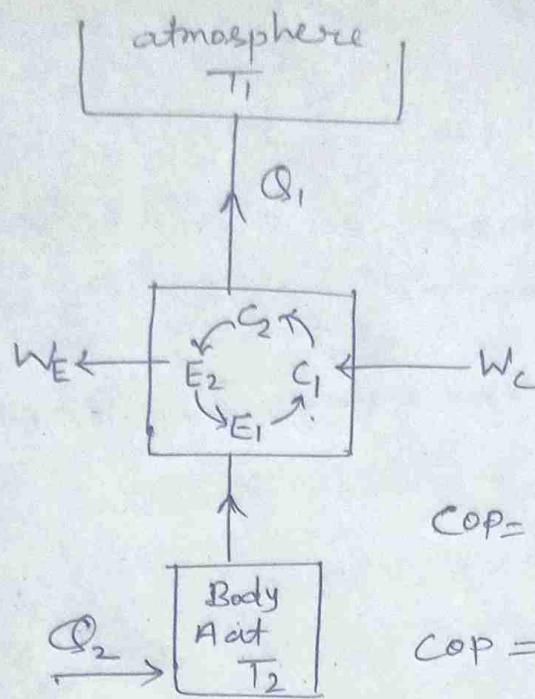 atmosphere
T1
Q1
C2
WE
E2
C1
Wc
E1
COP=
Body
A at
T2
Q2
COP =